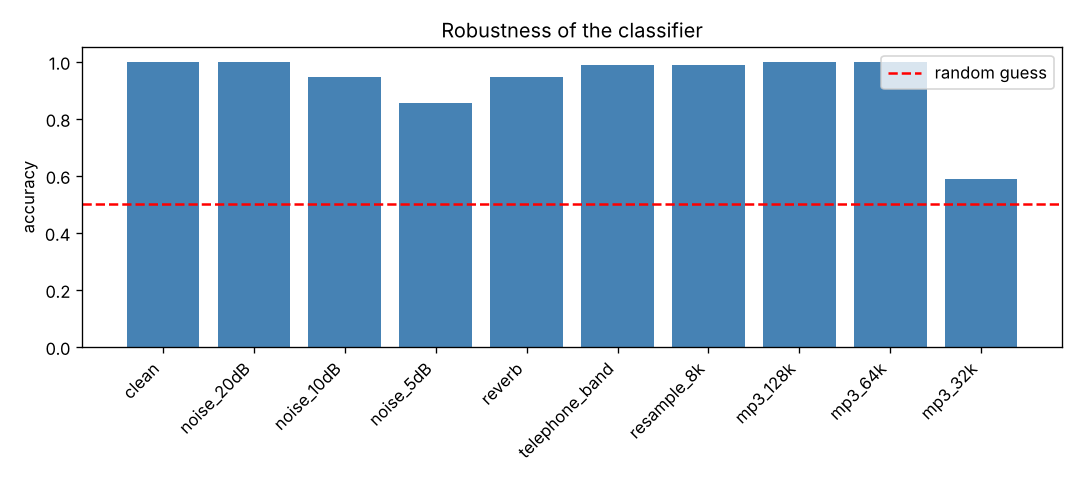 Robustness of the classifier
random guess
accuracy
1.0
0.8
0.6
0.4
0.2
0.0
clean
noise_20dB
noise_10dB
noise_5dB
reverb
telephone_band
resample_8k
mp3_128k
mp3_64k
mp3_32k